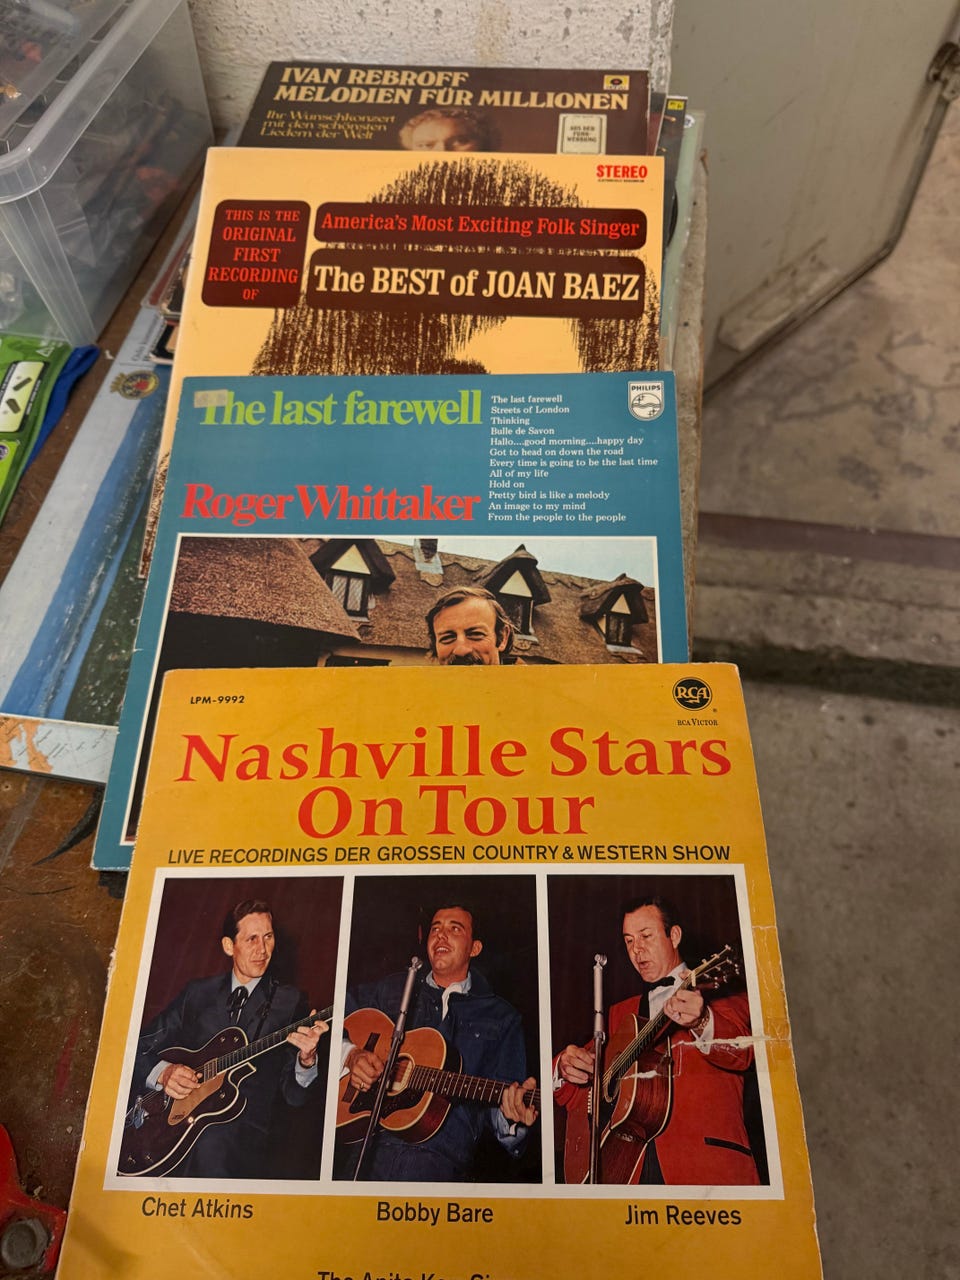 IVAN REBROFF
MELODIEN FÜR MILLIONEN
Ihr Wunschkonzert
mit den schönsten
Liedern der Welt
AUS DER
WERBUNG
STEREO
THIS IS THE
ORIGINAL
FIRST
RECORDING
OF
America's Most Exciting Folk Singer
The BEST of JOAN BAEZ
The last farewell
Roger Whittaker
The last farewell
Streets of London
Thinking
Bulle de Savon
Hallo....good morning....happy day
Got to head on down the road
Every time is going to be the last time
All of my life
Hold on
Pretty bird is like a melody
An image to my mind
From the people to the people
PHILIPS
LPM-9992
RCA
RCA VICTOR
Nashville Stars
On Tour
LIVE RECORDINGS DER GROSSEN COUNTRY & WESTERN SHOW
Chet Atkins
Bobby Bare
Jim Reeves
The Anita